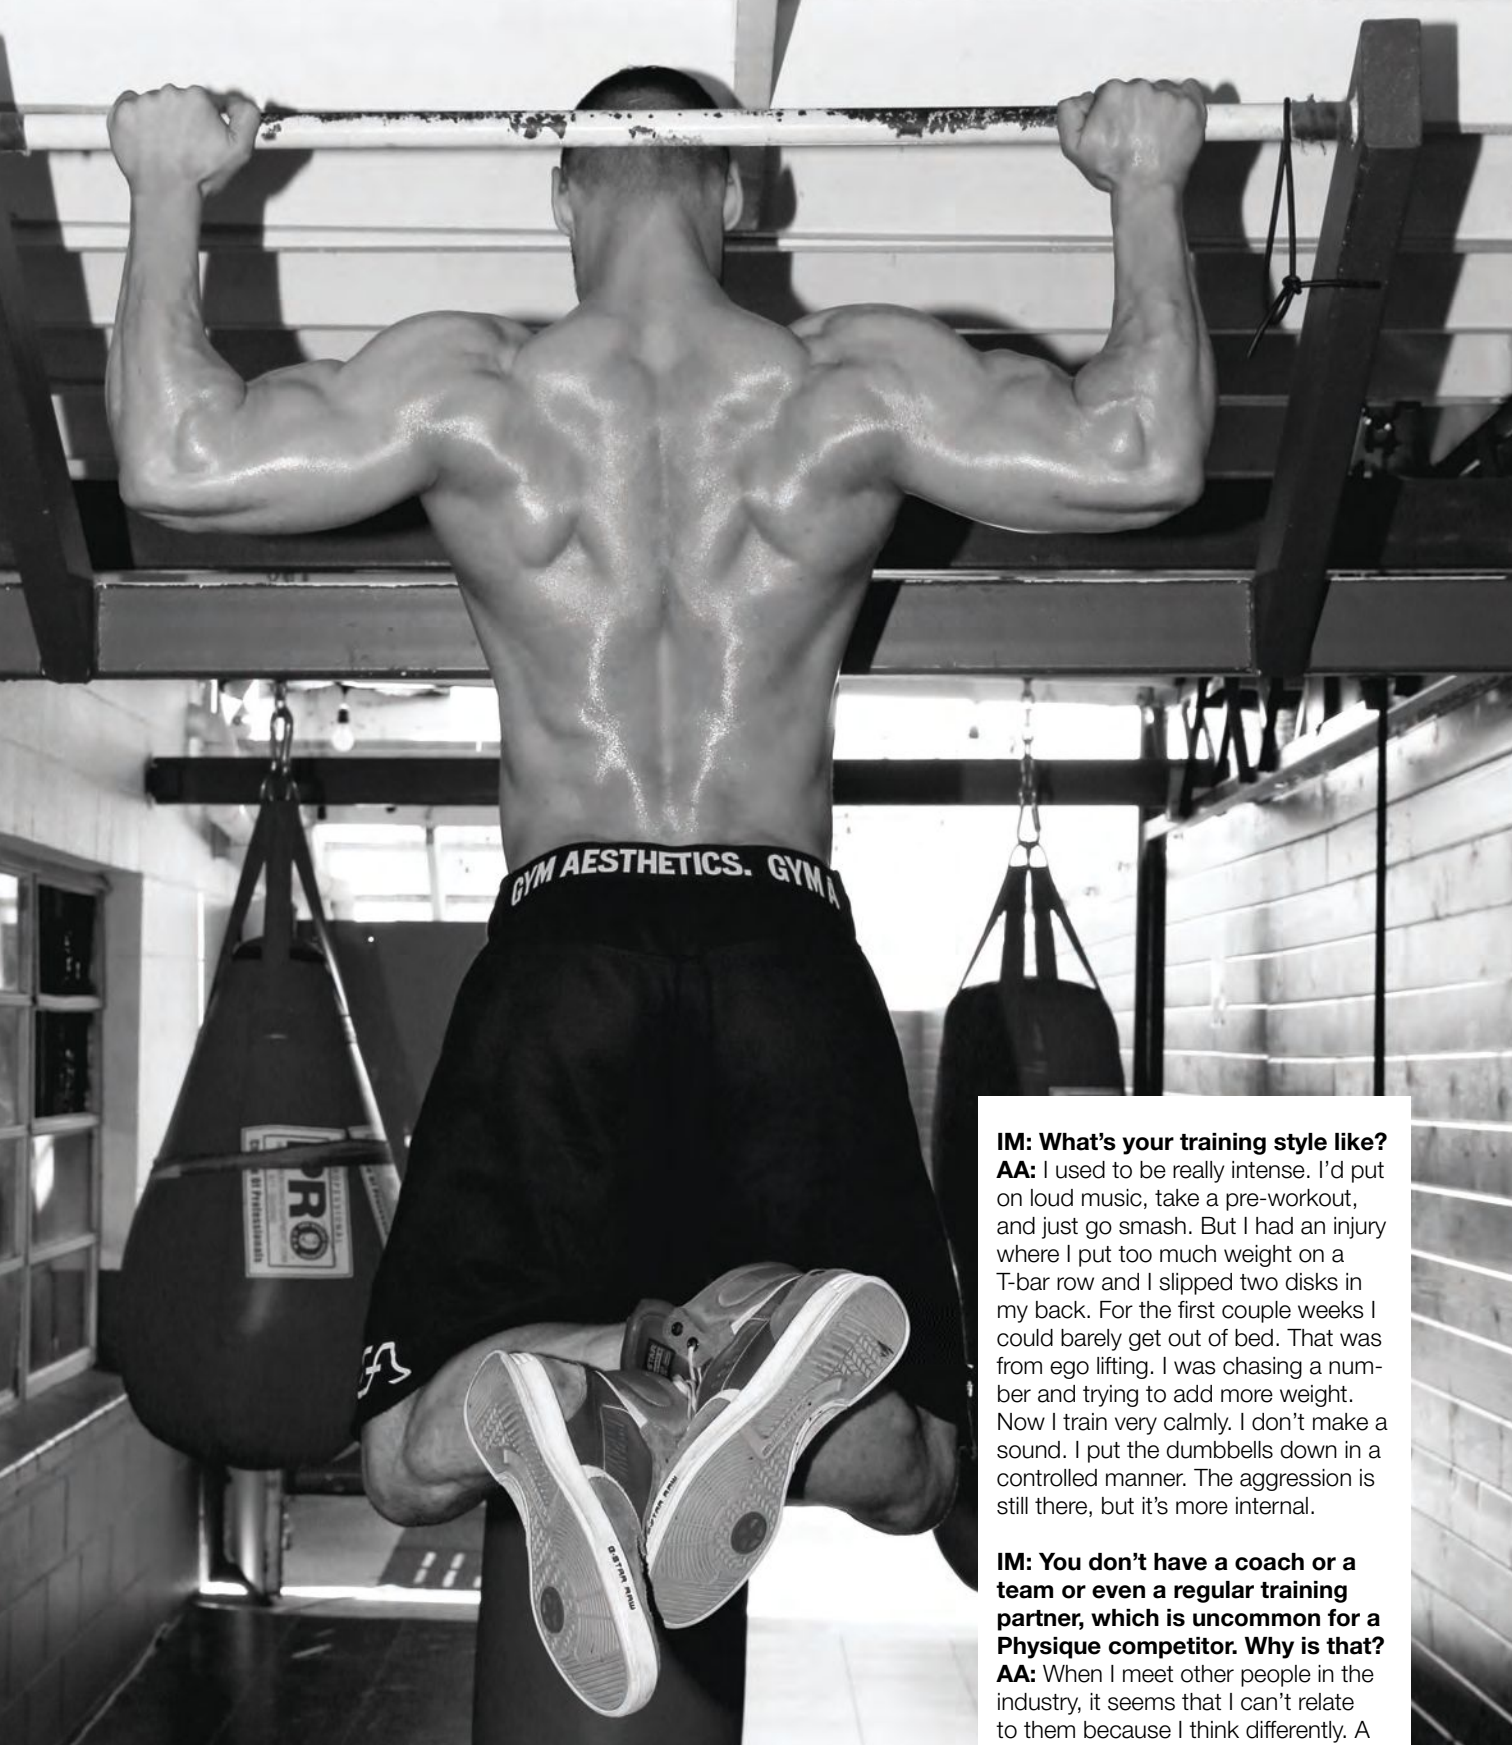 GYM AESTHETICS. GYM A
PRO
G-STAR RAW
G-STAR RAW
IM: What’s your training style like?
AA: I used to be really intense. I’d put
on loud music, take a pre-workout,
and just go smash. But I had an injury
where I put too much weight on a
T-bar row and I slipped two disks in
my back. For the first couple weeks I
could barely get out of bed. That was
from ego lifting. I was chasing a num-
ber and trying to add more weight.
Now I train very calmly. I don’t make a
sound. I put the dumbbells down in a
controlled manner. The aggression is
still there, but it’s more internal.
IM: You don’t have a coach or a
team or even a regular training
partner, which is uncommon for a
Physique competitor. Why is that?
AA: When I meet other people in the
industry, it seems that I can’t relate
to them because I think differently. A